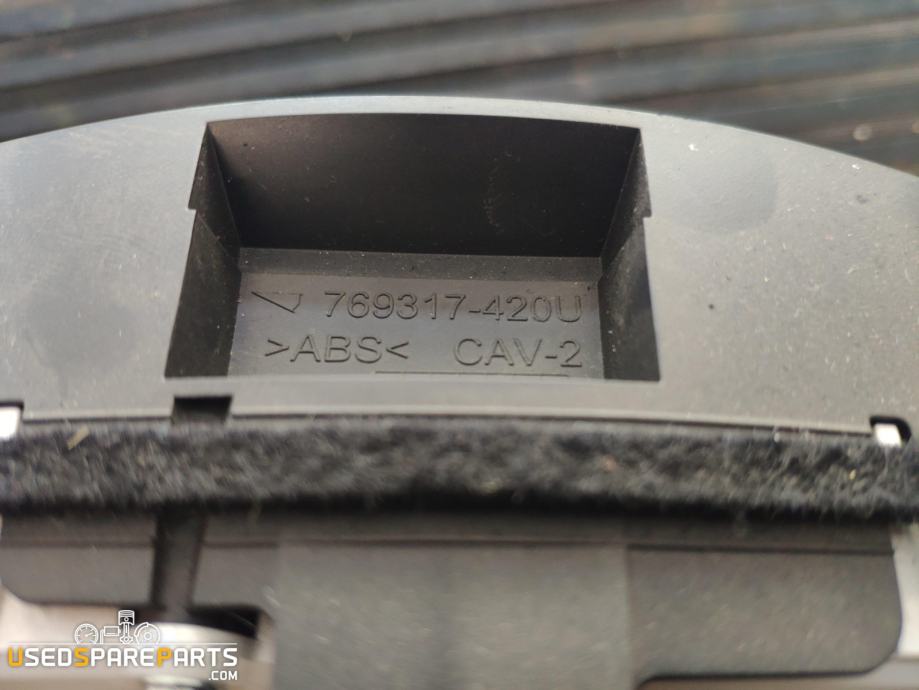 769317-420U
>ABS< CAV-2
USEDSPAREPARTS
.COM